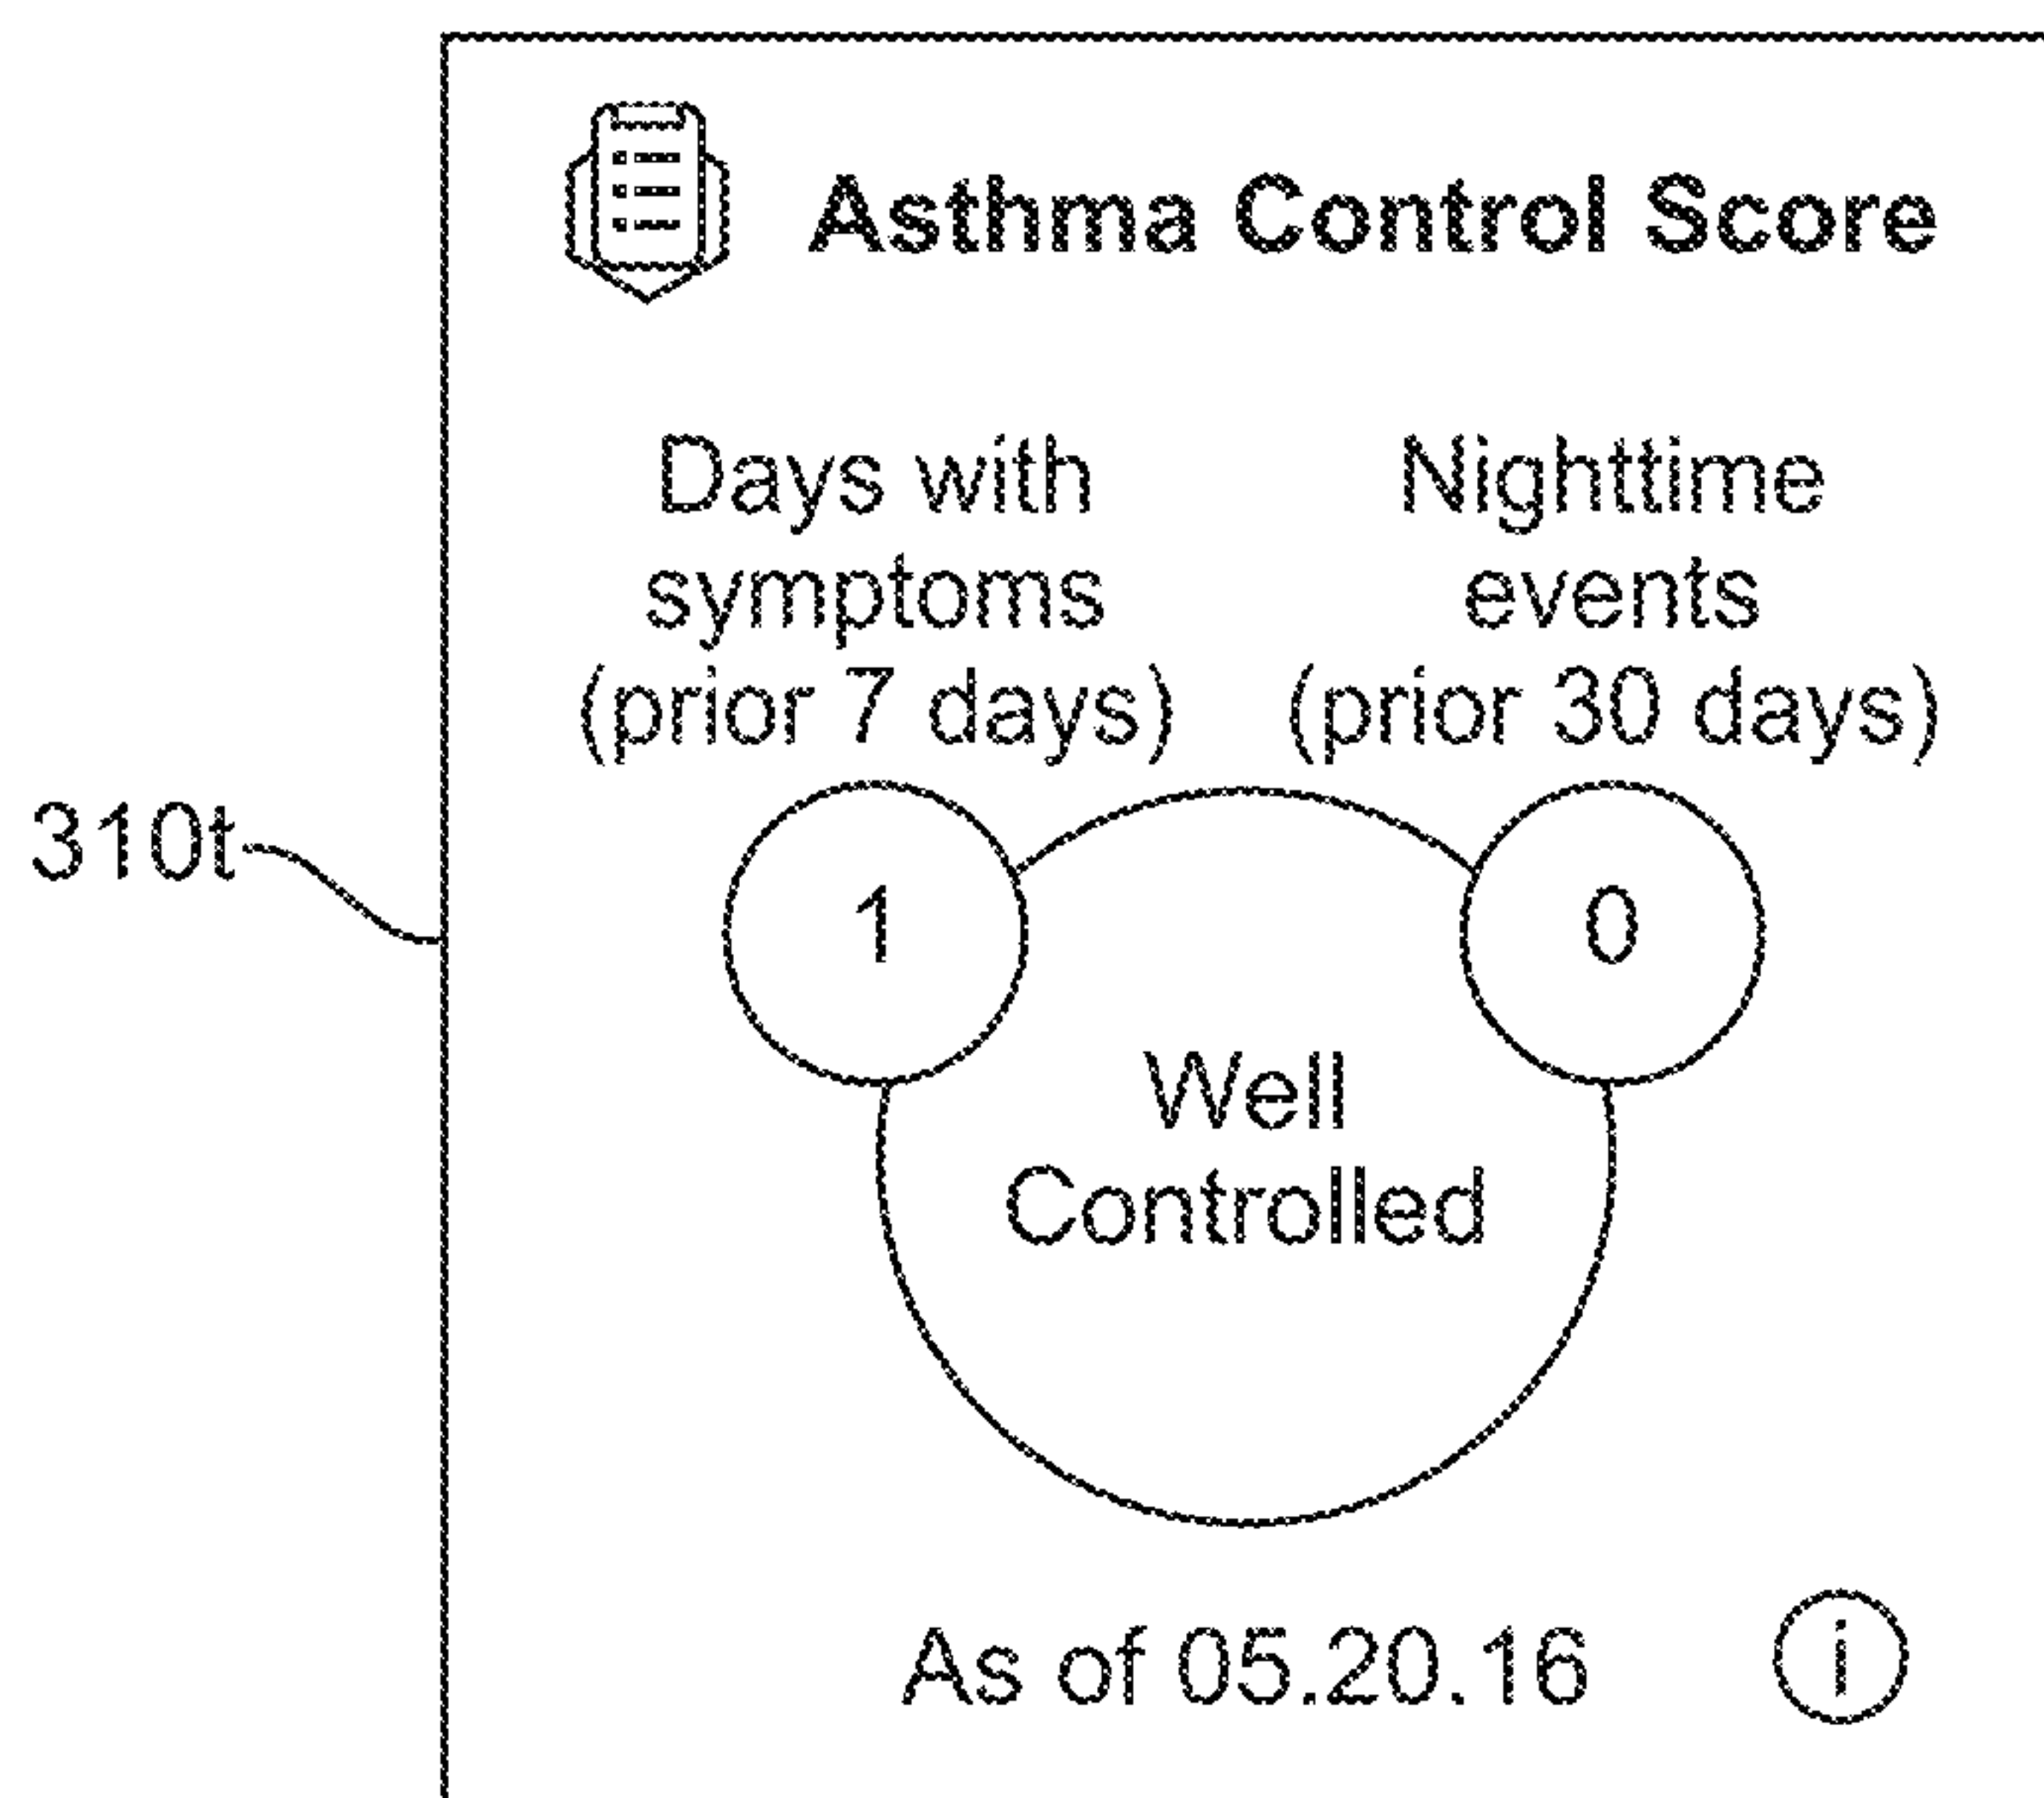 Asthma Control Score
Days with
symptoms
(prior 7 days)
Nighttime
events
(prior 30 days)
310t
1
0
Well
Controlled
As of 05.20.16
i